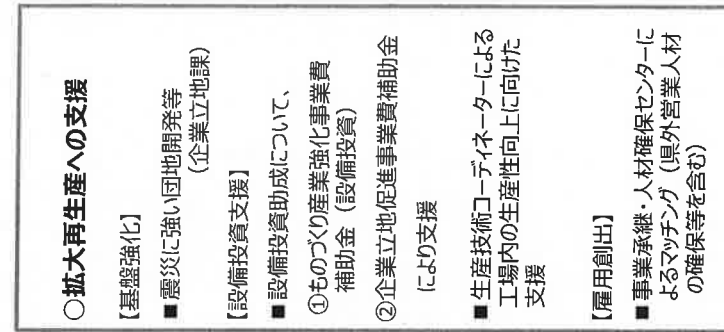 ○拡大再生産への支援
【基盤強化】
■震災に強い団地開発等
（企業立地課）
【設備投資支援】
■設備投資助成について、
①ものづくり産業強化事業費
補助金（設備投資）
②企業立地促進事業費補助金
により支援
■生産技術コーディネーターによる
工場内の生産性向上に向けた
支援
【雇用創出】
■事業承継・人材確保センターに
よるマッチング（県外営業人材
の確保等を含む）